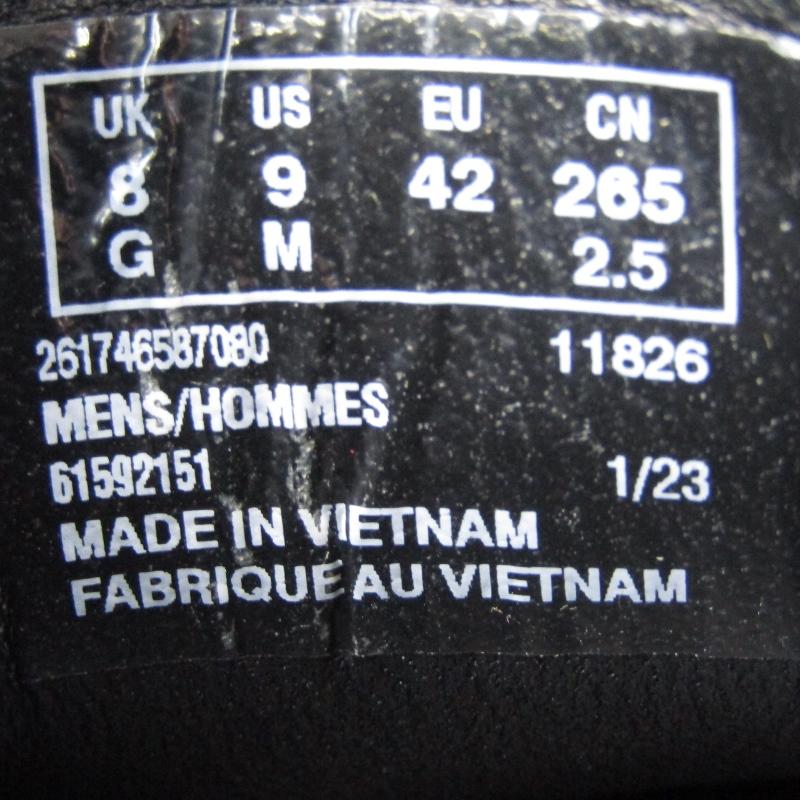 UK US EU CN
8 9 42 265
G M 2.5
261746587080 11826
MENS/HOMMES
61592151 1/23
MADE IN VIETNAM
FABRIQUE AU VIETNAM